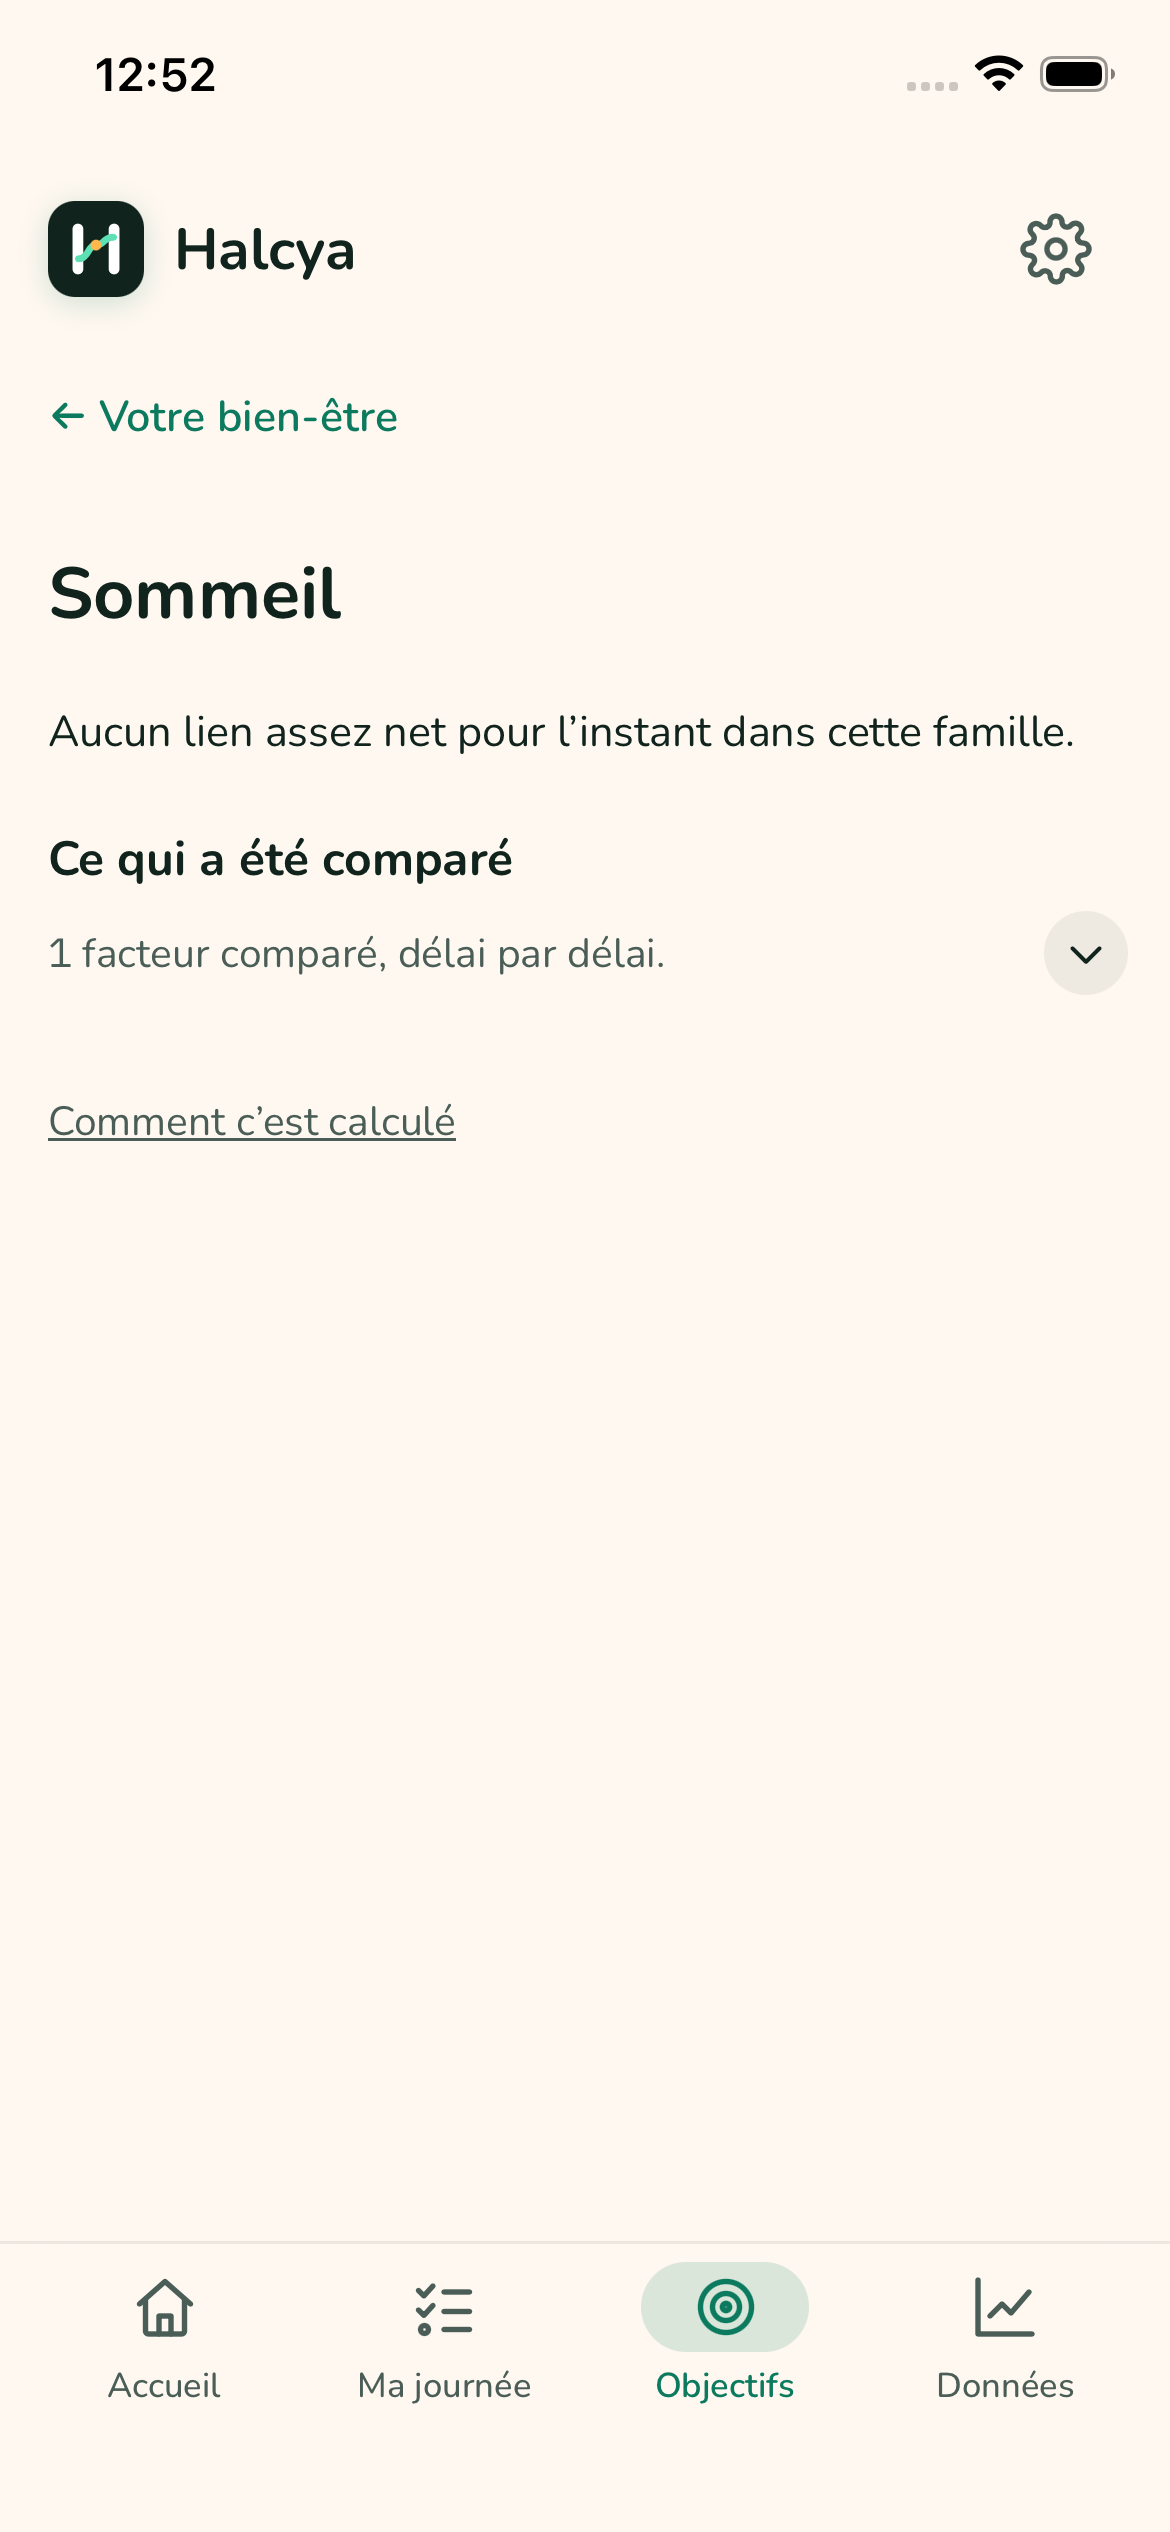 12:52
Halcya
← Votre bien-être
Sommeil
Aucun lien assez net pour l’instant dans cette famille.
Ce qui a été comparé
1 facteur comparé, délai par délai.
Comment c’est calculé
Accueil
Ma journée
Objectifs
Données